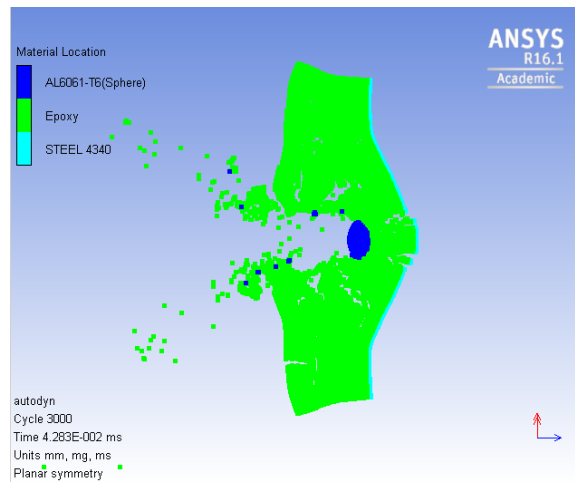 Material Location
AL6061-T6(Sphere)
Epoxy
STEEL 4340
ANSYS
R16.1
Academic
autodyn
Cycle 3000
Time 4.283E-002 ms
Units mm, mg, ms
Planar symmetry